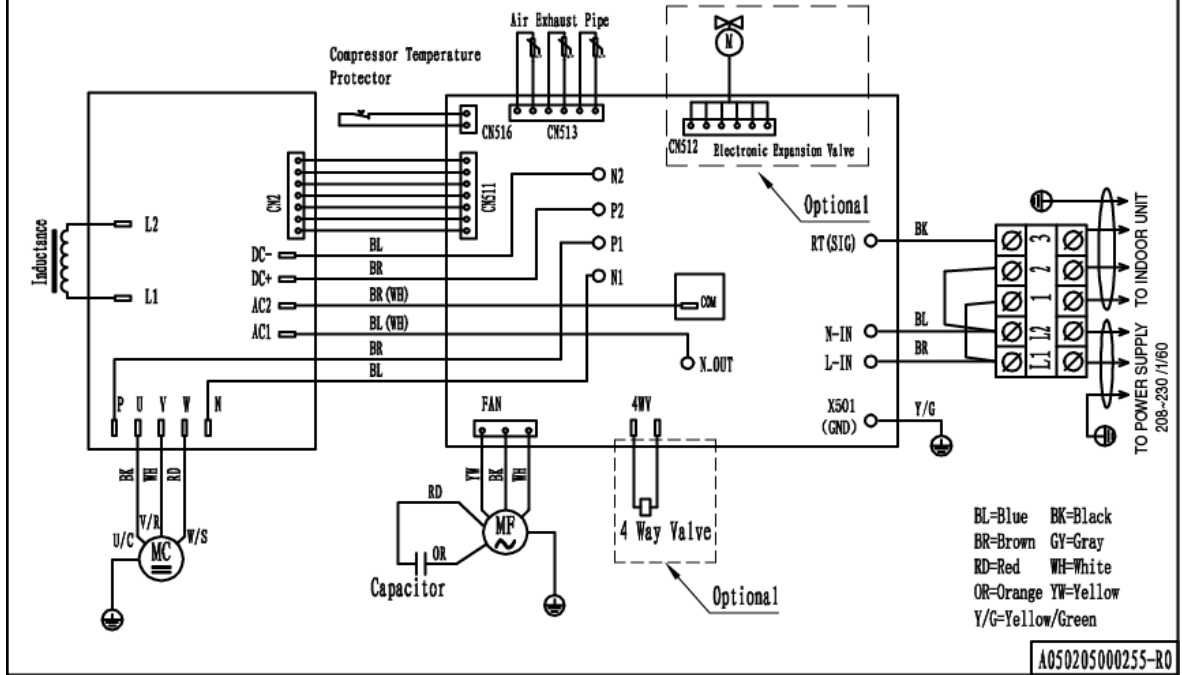 Air Exhaust Pipe
Compressor Temperature
Protector
M
CN516
CN513
CN512
Electronic Expansion Valve
Optional
CN2
CN511
N2
P2
P1
N1
Inductance
L2
L1
DC-
BL
DC+
BR
AC2
BR(WH)
AC1
BL(WH)
BR
BL
COM
N_OUT
RT(SIG)
BK
N-IN
BL
L-IN
BR
X501
(GND)
Y/G
3
2
1
L2
L1
TO INDOOR UNIT
TO POWER SUPPLY
208~230 /1/60
P U V W N
BK
WH
RD
U/C
V/R
W/S
MC
FAN
YW
BK
WH
RD
OR
MF
Capacitor
4WV
4 Way Valve
Optional
BL=Blue BK=Black
BR=Brown GY=Gray
RD=Red WH=White
OR=Orange YW=Yellow
Y/G=Yellow/Green
A050205000255-R0